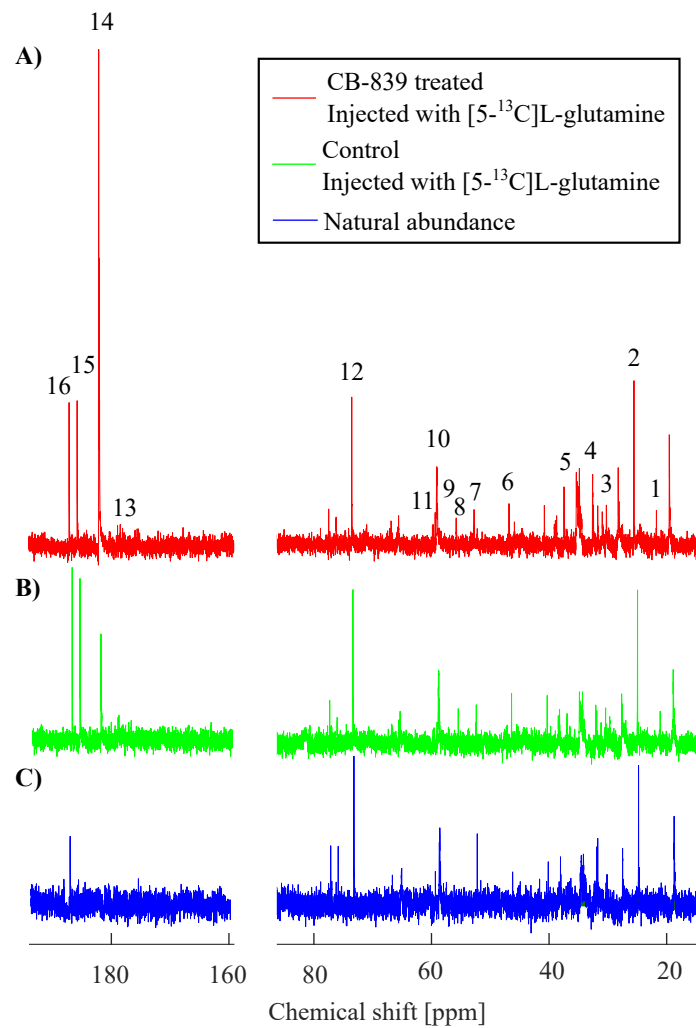 14
A)
CB-839 treated
Injected with [5-¹³C]L-glutamine
Control
Injected with [5-¹³C]L-glutamine
Natural abundance
15
16
13
12
10
11
9
8
7
6
5
4
3
2
1
B)
C)
180
160
80
60
40
20
Chemical shift [ppm]